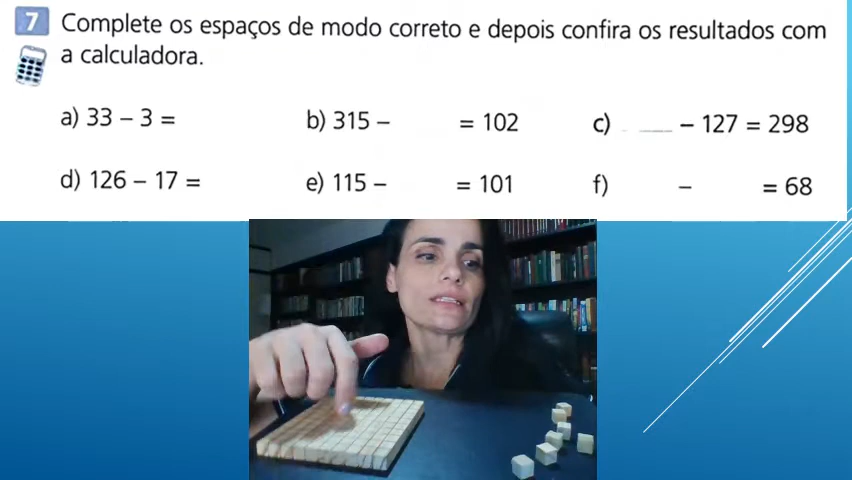 7 Complete os espaços de modo correto e depois confira os resultados com
a calculadora.
a) 33 – 3 = b) 315 – = 102 c) ____ – 127 = 298
d) 126 – 17 = e) 115 – = 101 f) – = 68